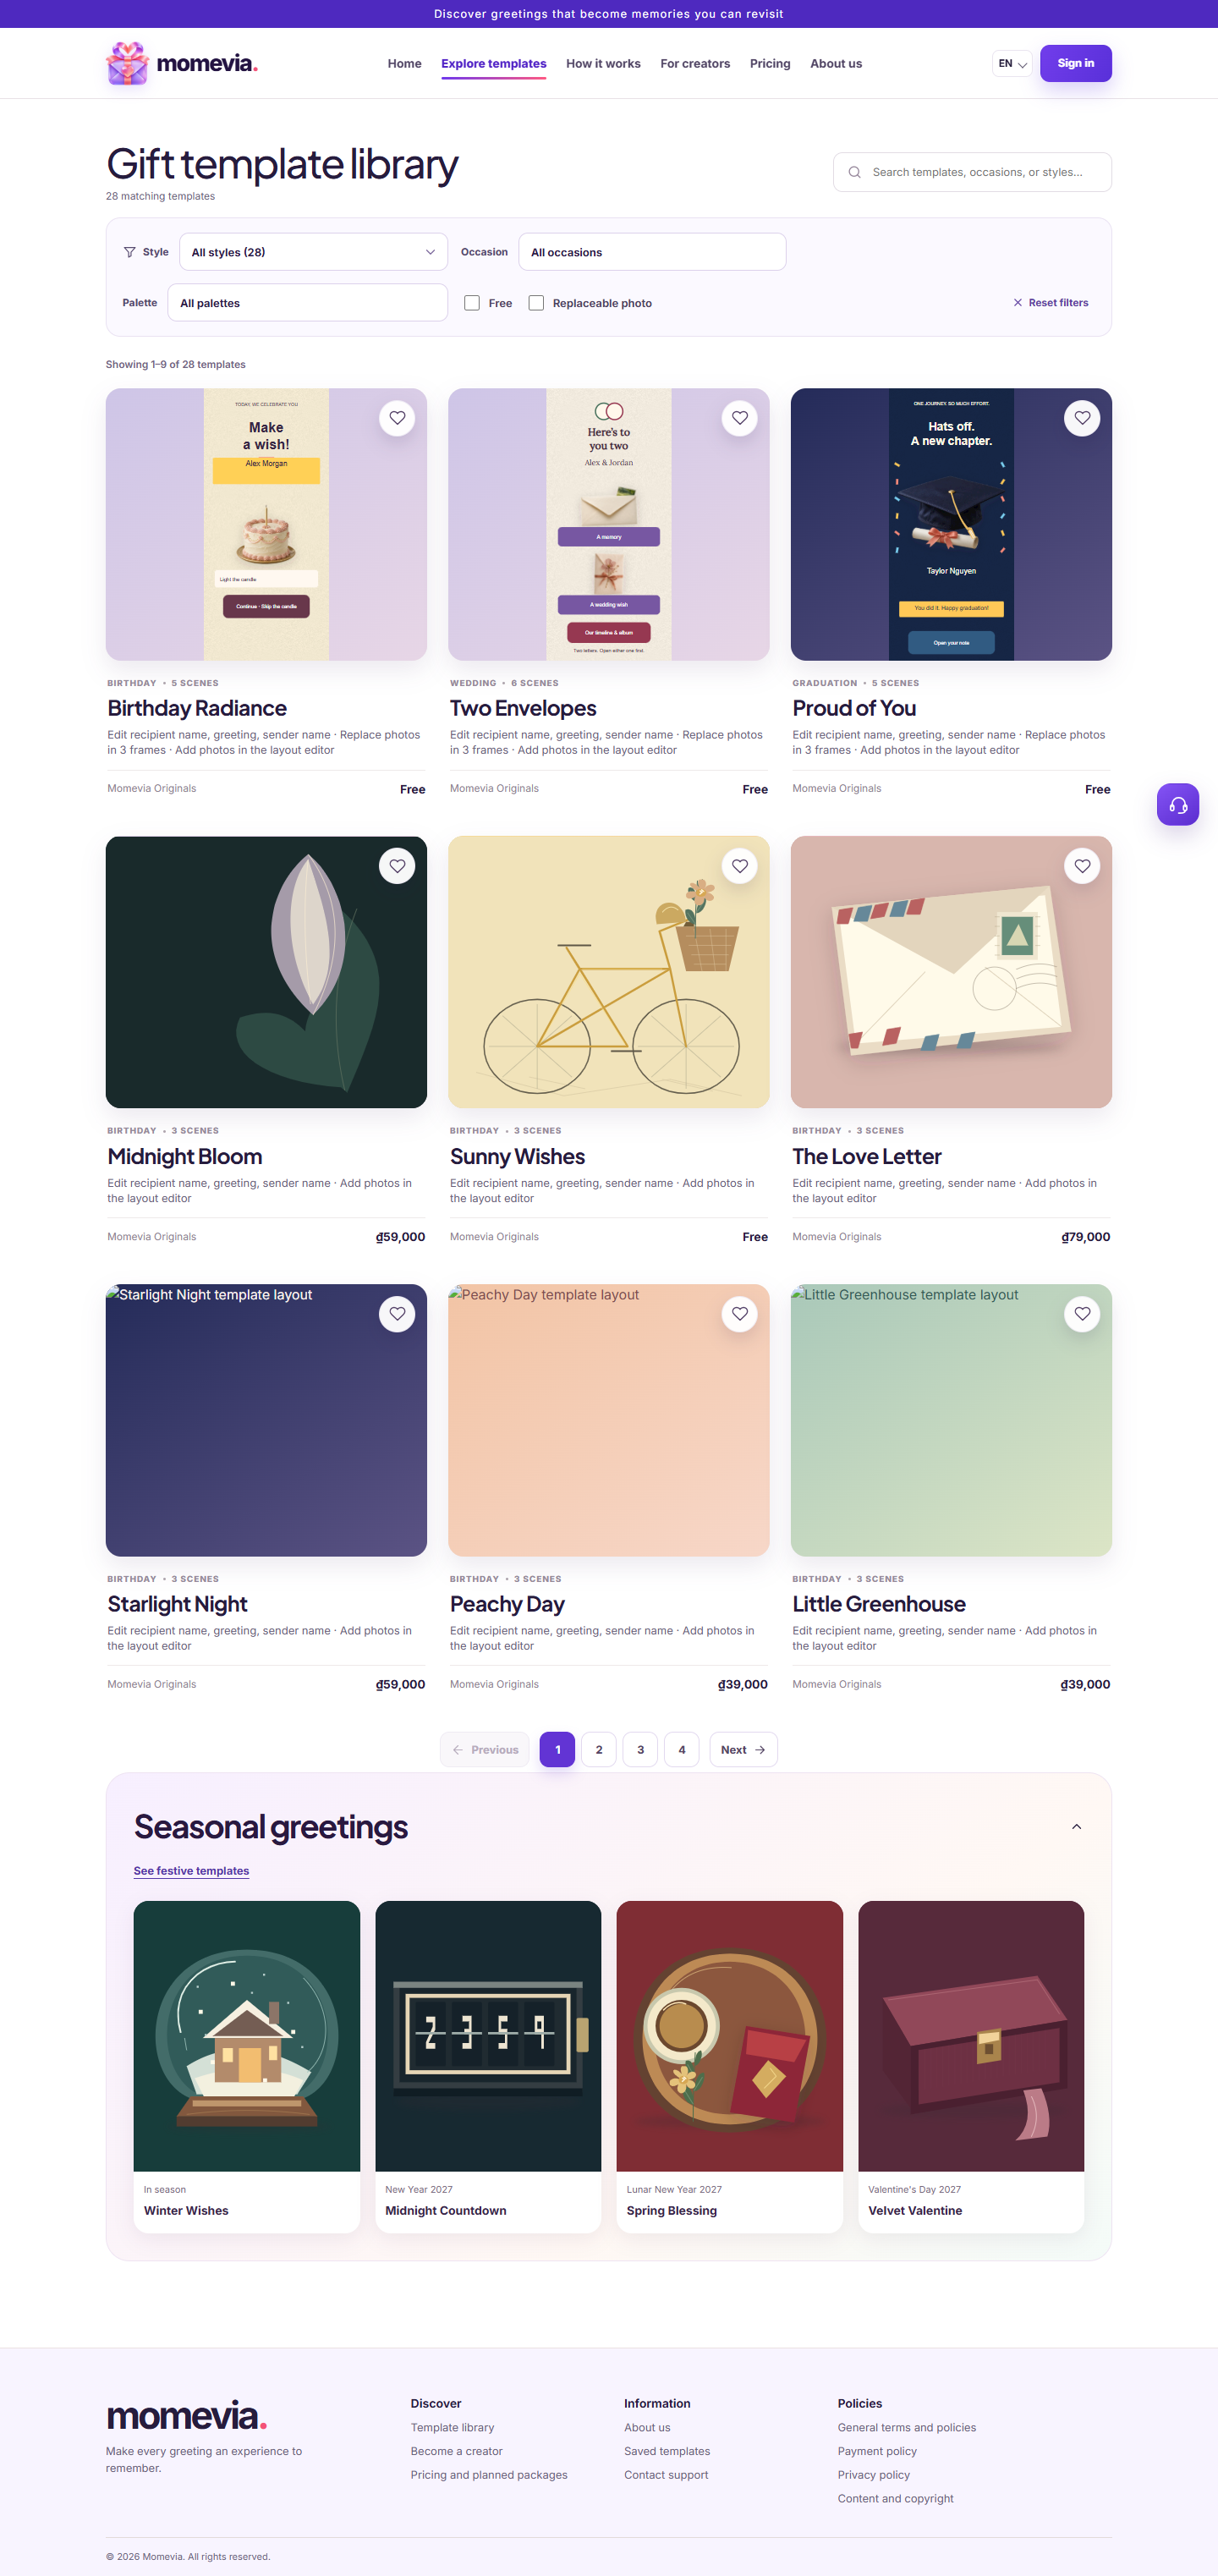 Discover greetings that become memories you can revisit
momevia.
Home
Explore templates
How it works
For creators
Pricing
About us
EN
Sign in
Gift template library
28 matching templates
Search templates, occasions, or styles...
Style
All styles (28)
Occasion
All occasions
Palette
All palettes
Free
Replaceable photo
Reset filters
Showing 1–9 of 28 templates
TODAY, WE CELEBRATE YOU
Make
a wish!
Alex Morgan
Light the candle
Continue · Skip the candle
Here's to
you two
Alex & Jordan
A memory
A wedding wish
Our timeline & album
Two letters. Open either one first.
ONE JOURNEY. SO MUCH EFFORT.
Hats off.
A new chapter.
Taylor Nguyen
You did it. Happy graduation!
Open your note
BIRTHDAY • 5 SCENES
Birthday Radiance
Edit recipient name, greeting, sender name · Replace photos
in 3 frames · Add photos in the layout editor
Momevia Originals
Free
WEDDING • 6 SCENES
Two Envelopes
Edit recipient name, greeting, sender name · Replace photos
in 3 frames · Add photos in the layout editor
Momevia Originals
Free
GRADUATION • 5 SCENES
Proud of You
Edit recipient name, greeting, sender name · Replace photos
in 3 frames · Add photos in the layout editor
Momevia Originals
Free
BIRTHDAY • 3 SCENES
Midnight Bloom
Edit recipient name, greeting, sender name · Add photos in
the layout editor
Momevia Originals
₫59,000
BIRTHDAY • 3 SCENES
Sunny Wishes
Edit recipient name, greeting, sender name · Add photos in
the layout editor
Momevia Originals
Free
BIRTHDAY • 3 SCENES
The Love Letter
Edit recipient name, greeting, sender name · Add photos in
the layout editor
Momevia Originals
₫79,000
Starlight Night template layout
Peachy Day template layout
Little Greenhouse template layout
BIRTHDAY • 3 SCENES
Starlight Night
Edit recipient name, greeting, sender name · Add photos in
the layout editor
Momevia Originals
₫59,000
BIRTHDAY • 3 SCENES
Peachy Day
Edit recipient name, greeting, sender name · Add photos in
the layout editor
Momevia Originals
₫39,000
BIRTHDAY • 3 SCENES
Little Greenhouse
Edit recipient name, greeting, sender name · Add photos in
the layout editor
Momevia Originals
₫39,000
Previous
1
2
3
4
Next
Seasonal greetings
See festive templates
2 3 5 9
In season
Winter Wishes
New Year 2027
Midnight Countdown
Lunar New Year 2027
Spring Blessing
Valentine's Day 2027
Velvet Valentine
momevia.
Make every greeting an experience to
remember.
Discover
Template library
Become a creator
Pricing and planned packages
Information
About us
Saved templates
Contact support
Policies
General terms and policies
Payment policy
Privacy policy
Content and copyright
© 2026 Momevia. All rights reserved.